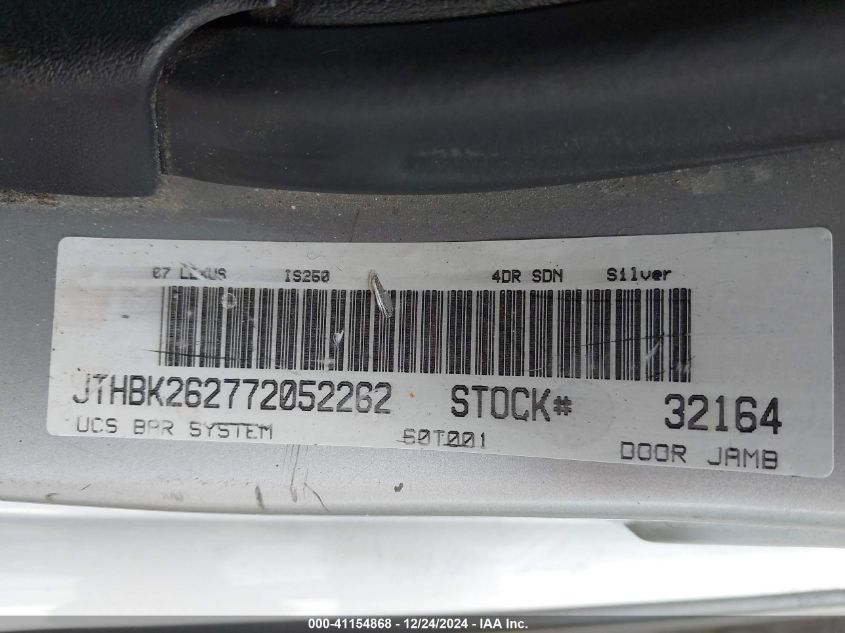 07 LEXUS IS250 4DR SDN Silver
JTHBK262772052262 STOCK# 32164
UCS BAR SYSTEM 60T001 DOOR JAMB
000-41154868 - 12/24/2024 - IAA Inc.